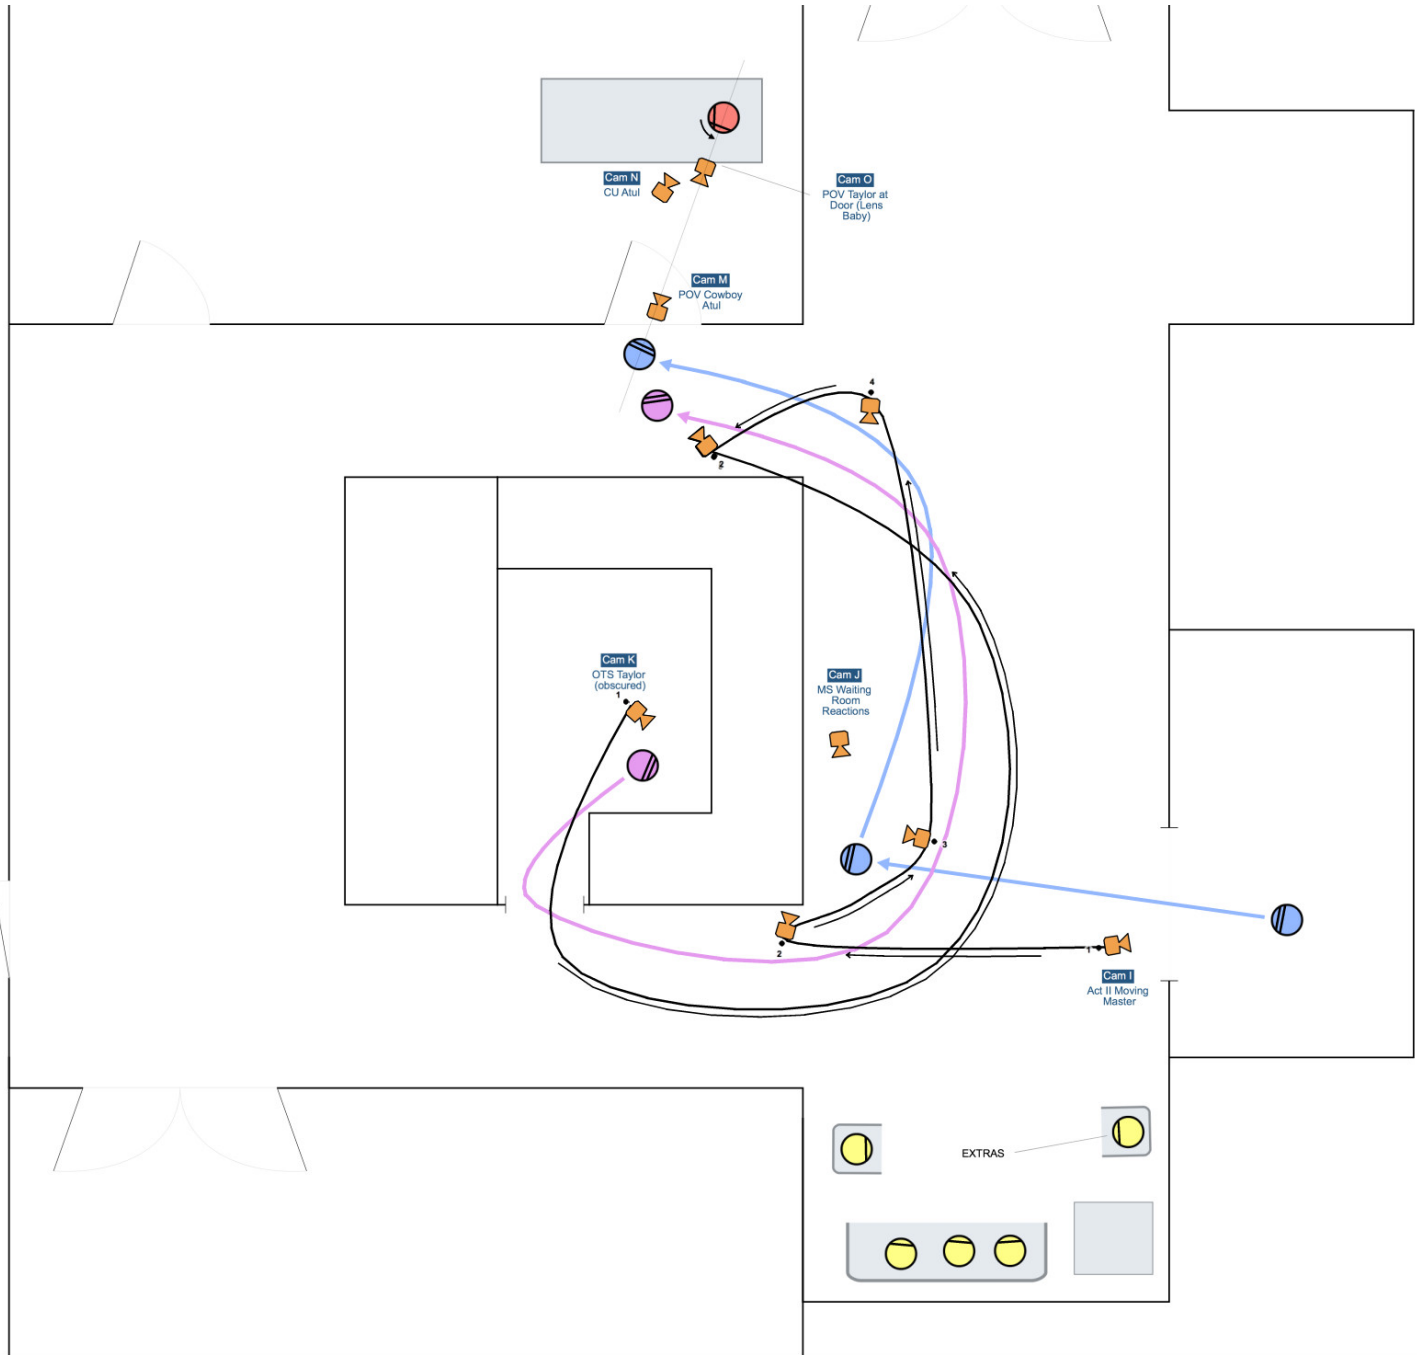 Cam N
CU Atul
Cam O
POV Taylor at
Door (Lens
Baby)
Cam M
POV Cowboy
Atul
4
2
Cam K
OTS Taylor
(obscured)
1
Cam J
MS Waiting
Room
Reactions
3
2
1
Cam I
Act II Moving
Master
EXTRAS